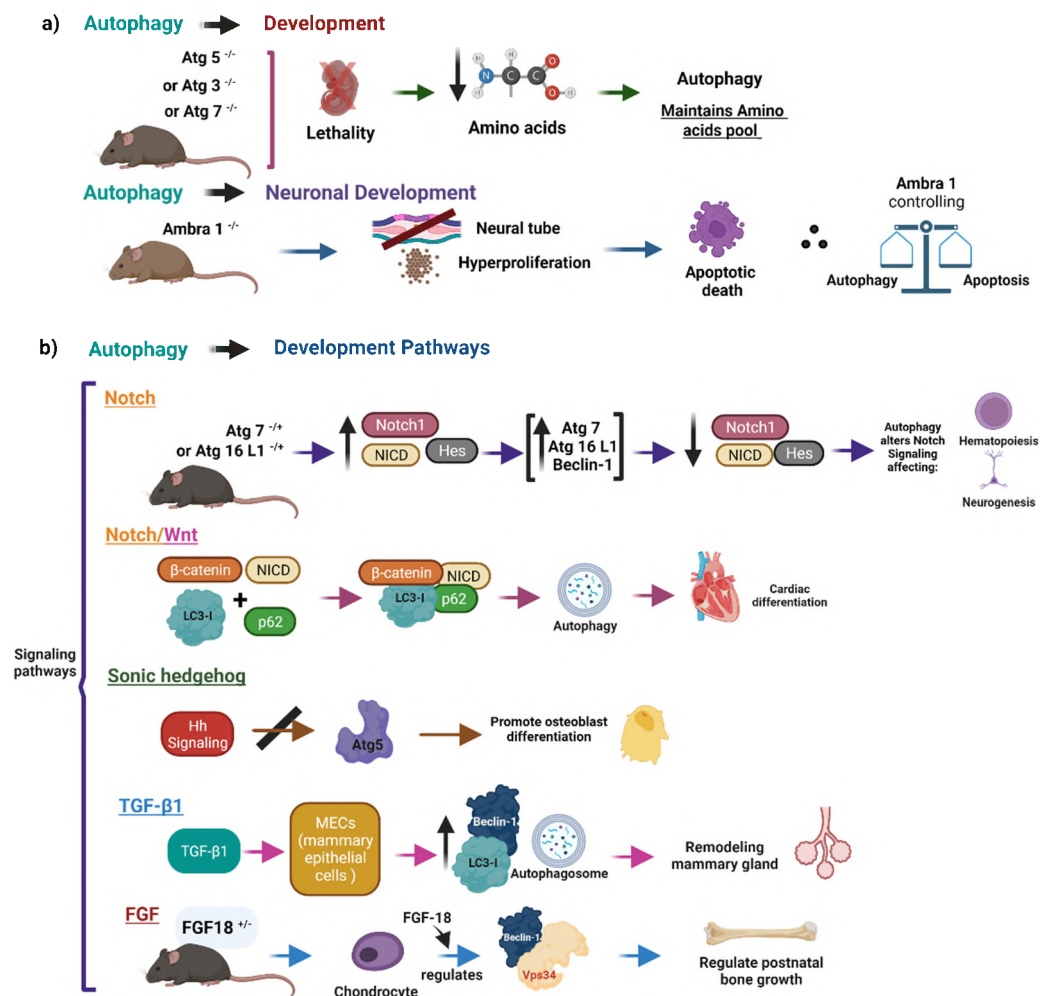 a) Autophagy Development
Atg 5 -/-
or Atg 3 -/-
or Atg 7 -/-
Lethality
H
H
N
H
C
C
O
O
H
Amino acids
Autophagy
Maintains Amino
acids pool
Autophagy Neuronal Development
Ambra 1 -/-
Neural tube
Hyperproliferation
Apoptotic
death
Ambra 1
controlling
Autophagy
Apoptosis
b) Autophagy Development Pathways
Signaling
pathways
Notch
Atg 7 -/+
or Atg 16 L1 -/+
Notch1
NICD
Hes
Atg 7
Atg 16 L1
Beclin-1
Notch1
NICD
Hes
Autophagy
alters Notch
Signaling
affecting:
Hematopoiesis
Neurogenesis
Notch/Wnt
β-catenin
NICD
LC3-I
+
p62
β-catenin
NICD
LC3-I
p62
Autophagy
Cardiac
differentiation
Sonic hedgehog
Hh
Signaling
Atg5
Promote osteoblast
differentiation
TGF-β1
TGF-β1
MECs
(mammary
epithelial
cells )
Beclin-1
LC3-I
Autophagosome
Remodeling
mammary gland
FGF
FGF18 +/-
Chondrocyte
FGF-18
regulates
Beclin-1
Vps34
Regulate postnatal
bone growth